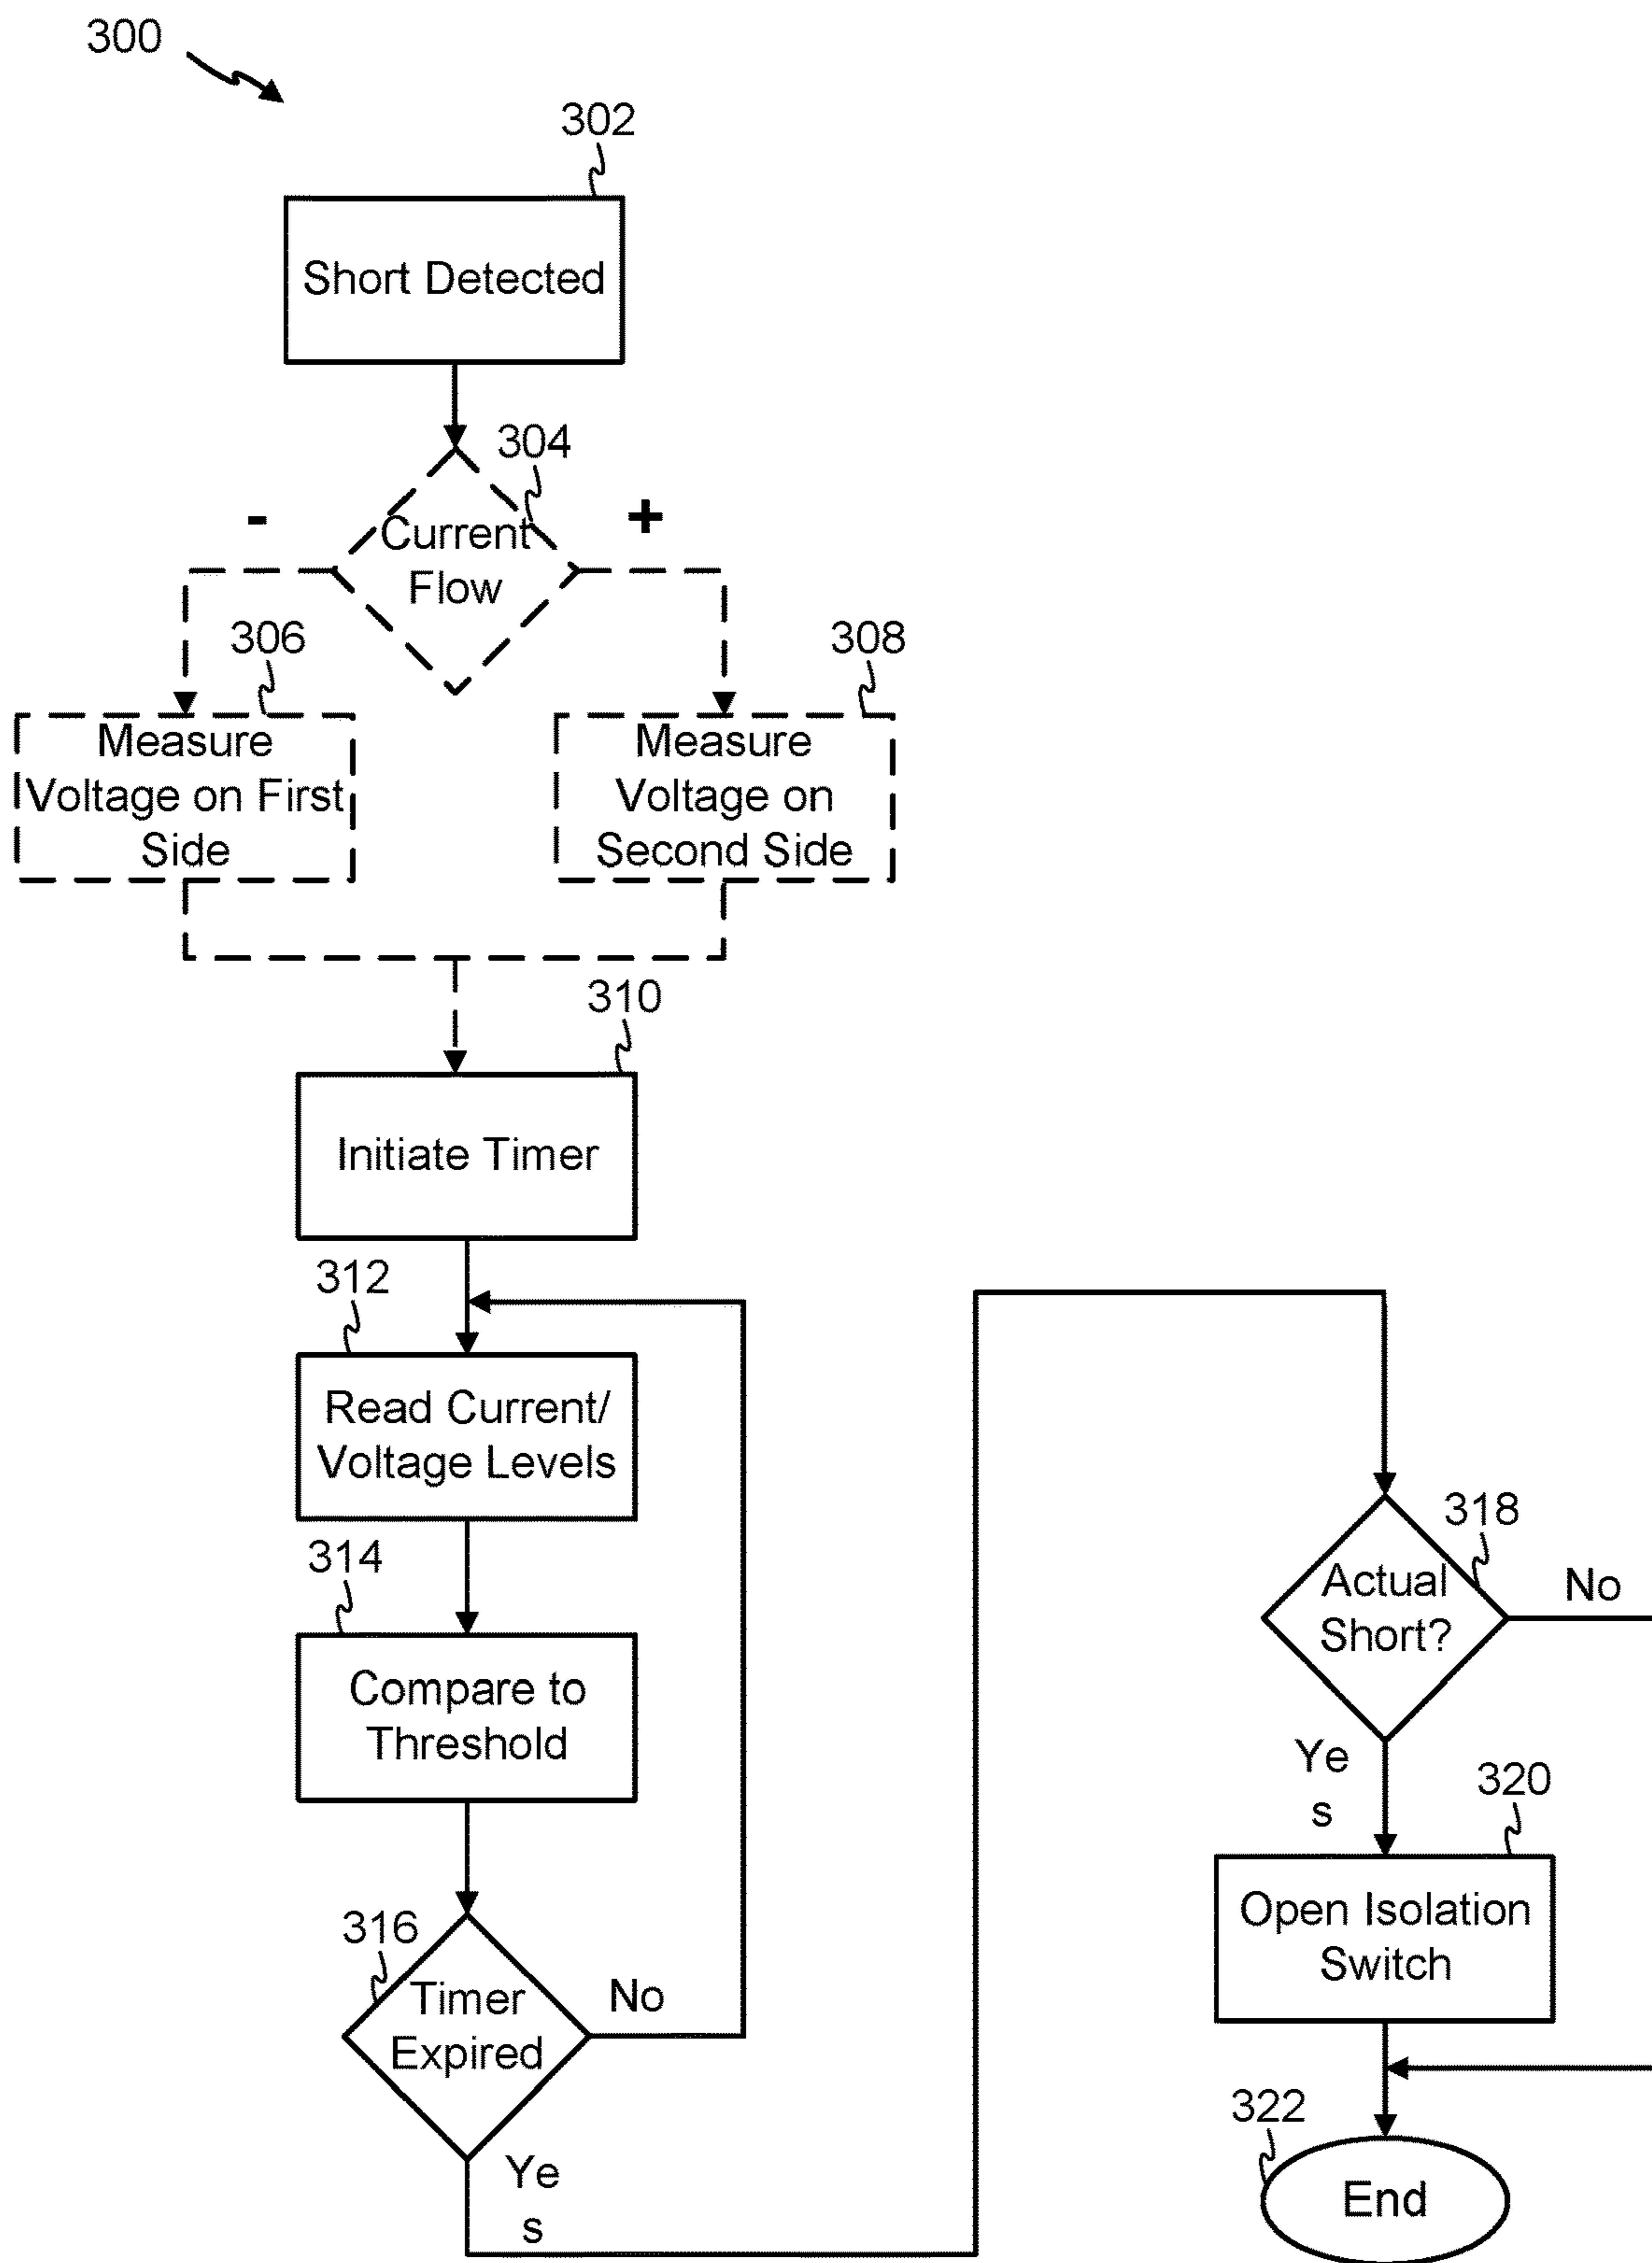 300
302
Short Detected
304
-
+
Current
Flow
306
308
Measure
Voltage on First
Side
Measure
Voltage on
Second Side
310
Initiate Timer
312
Read Current/
Voltage Levels
314
Compare to
Threshold
316
Timer
Expired
No
Ye
s
318
Actual
Short?
No
Ye
s
320
Open Isolation
Switch
322
End